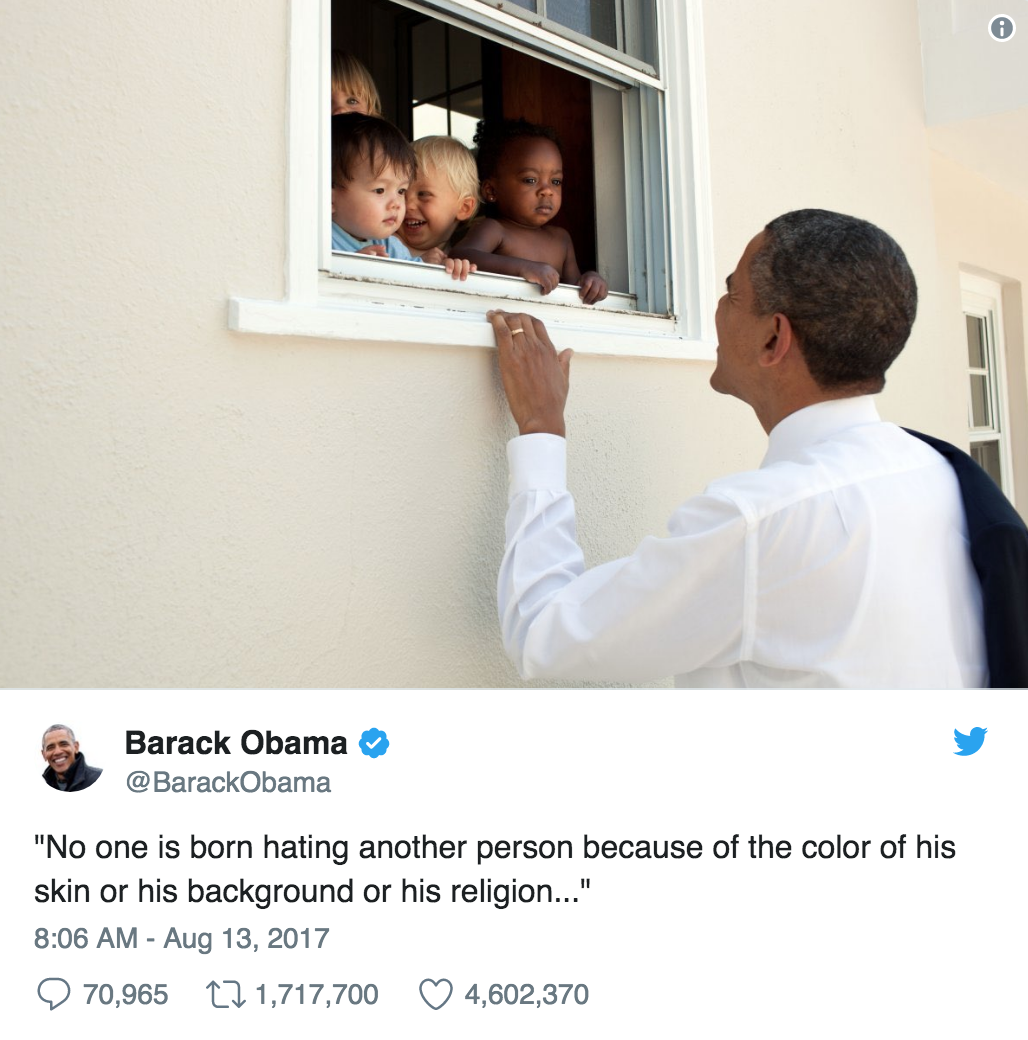 Barack Obama
@BarackObama
"No one is born hating another person because of the color of his
skin or his background or his religion..."
8:06 AM - Aug 13, 2017
70,965 1,717,700 4,602,370